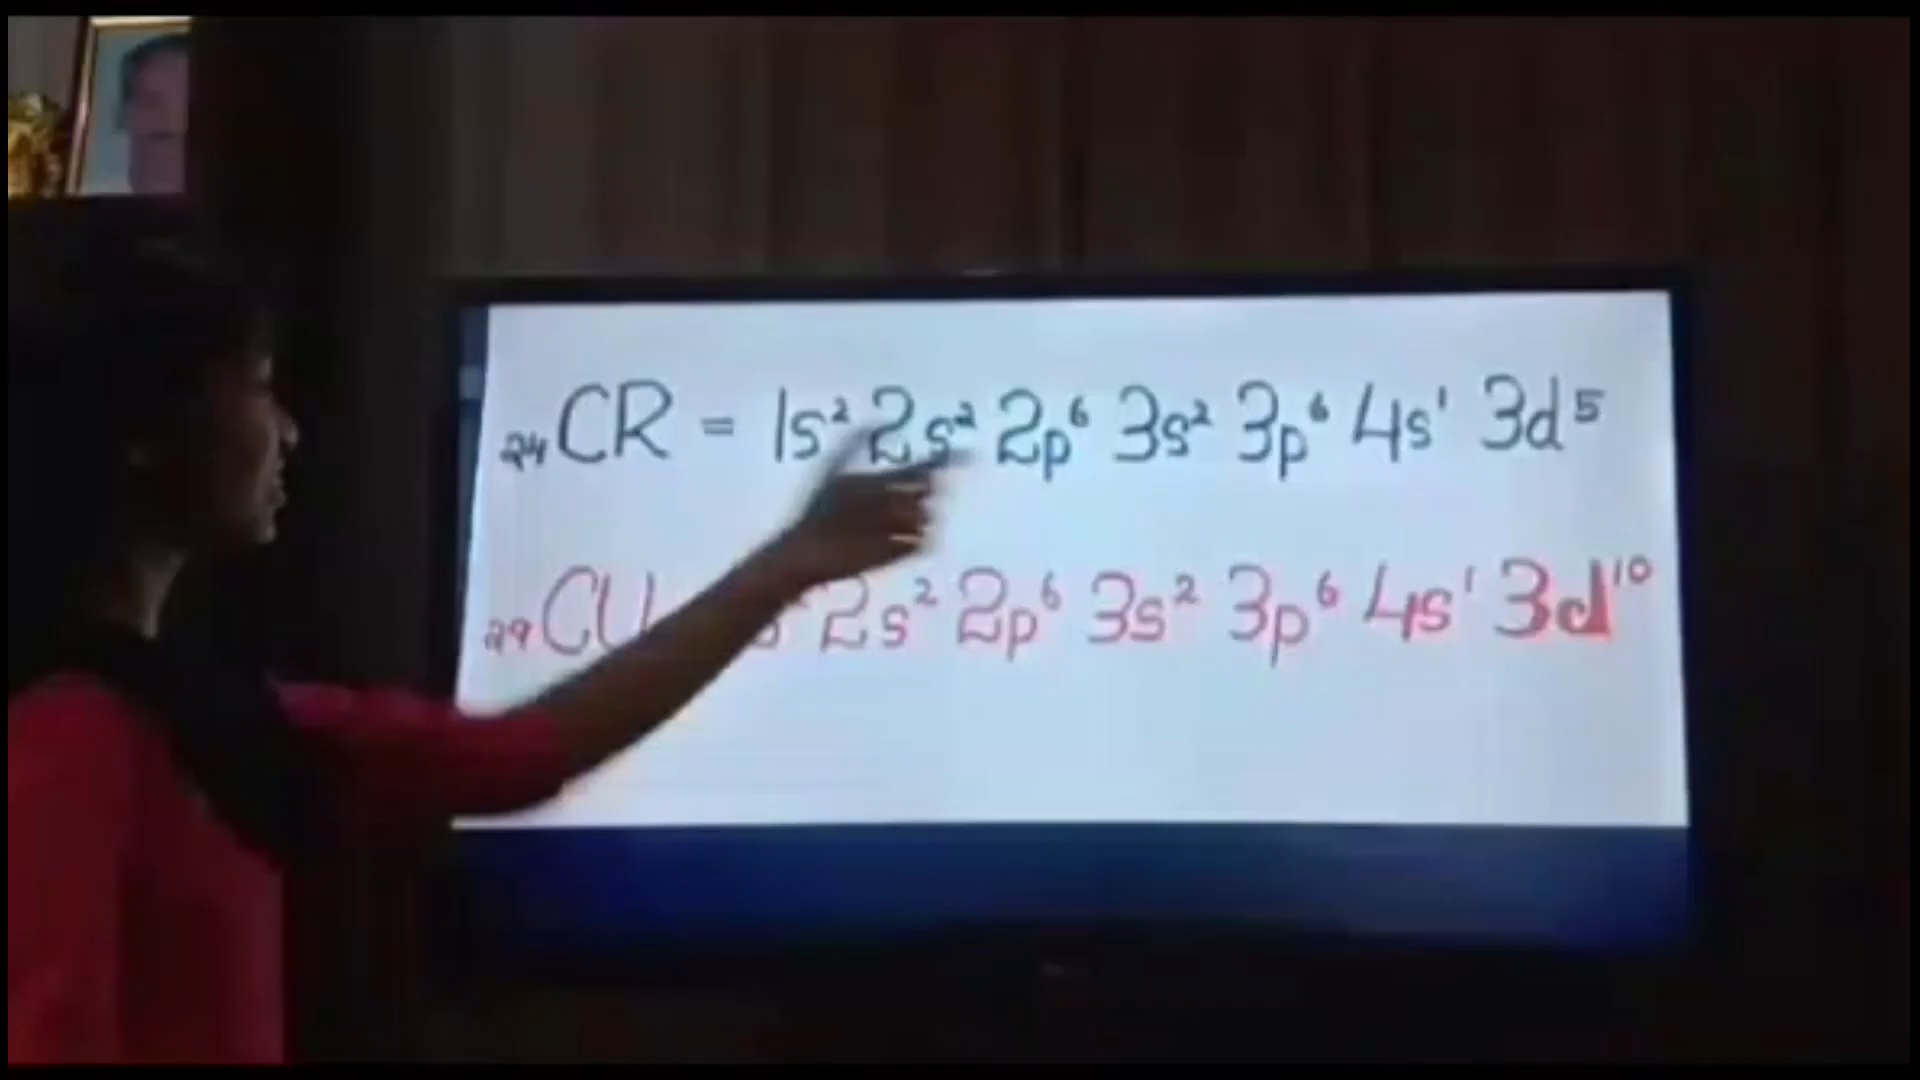 ₂₄CR = 1s² 2s² 2p⁶ 3s² 3p⁶ 4s¹ 3d⁵
₂₉CU 2s² 2p⁶ 3s² 3p⁶ 4s¹ 3d¹⁰